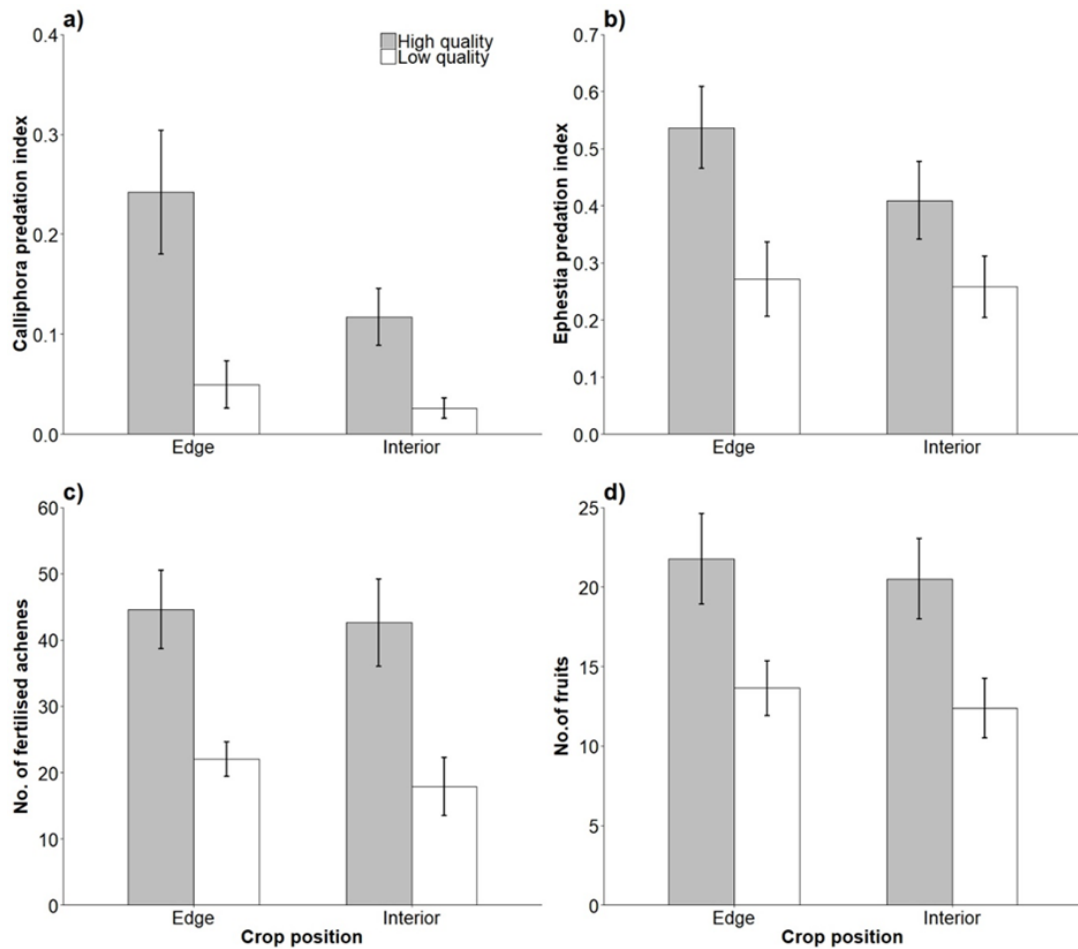 a)
High quality
Low quality
Calliphora predation index
0.4
0.3
0.2
0.1
0.0
Edge Interior
b)
Ephestia predation index
0.7
0.6
0.5
0.4
0.3
0.2
0.1
0.0
Edge Interior
c)
No. of fertilised achenes
60
50
40
30
20
10
0
Edge Interior
Crop position
d)
No.of fruits
25
20
15
10
5
0
Edge Interior
Crop position